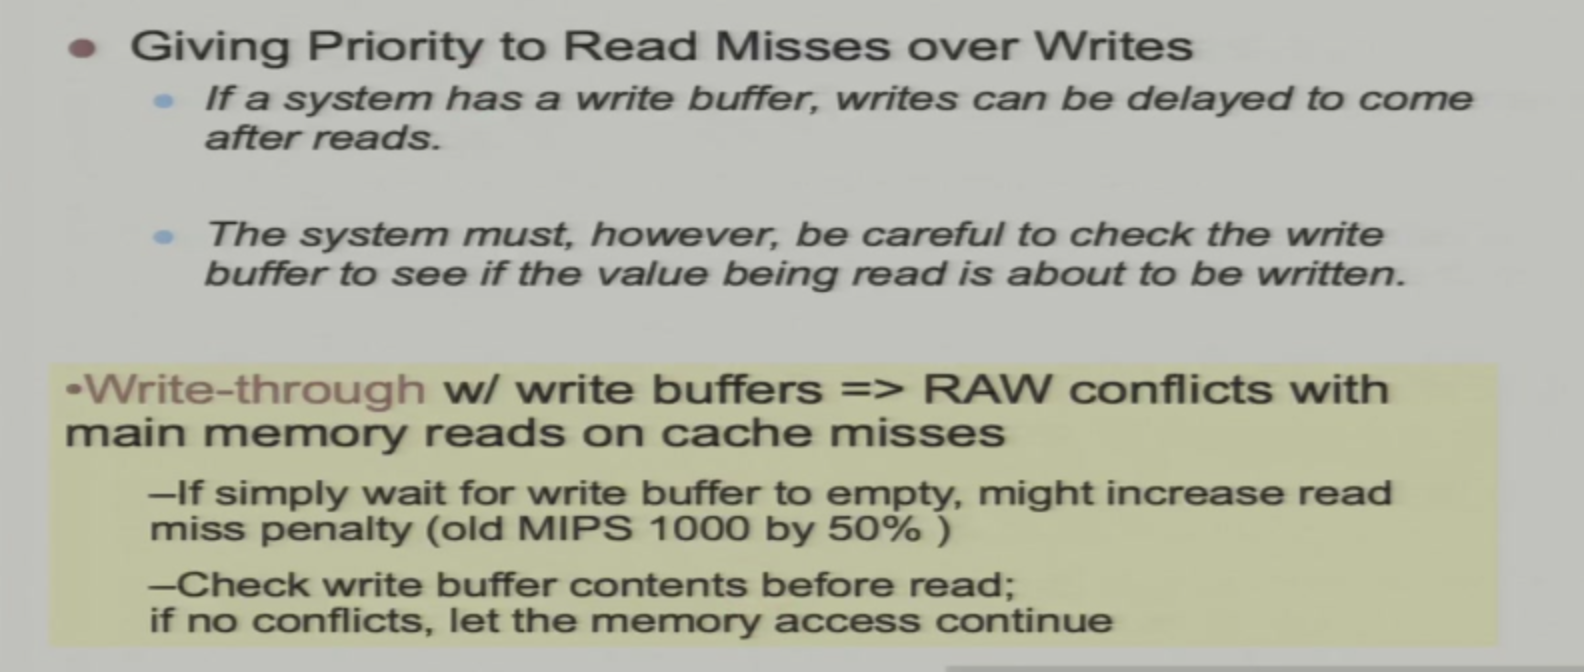 • Giving Priority to Read Misses over Writes
• If a system has a write buffer, writes can be delayed to come
after reads.
• The system must, however, be careful to check the write
buffer to see if the value being read is about to be written.
•Write-through w/ write buffers => RAW conflicts with
main memory reads on cache misses
–If simply wait for write buffer to empty, might increase read
miss penalty (old MIPS 1000 by 50% )
–Check write buffer contents before read;
if no conflicts, let the memory access continue